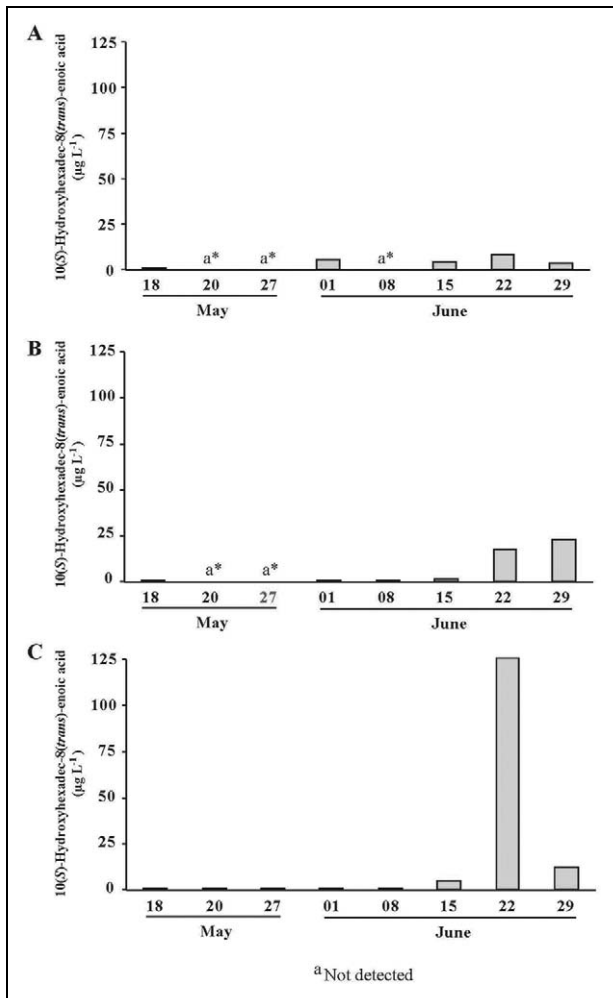 A
10(S)-Hydroxyhexadec-8(trans)-enoic acid
(µg L-1)
125
100
75
50
25
0
a* a* a*
18 20 27 01 08 15 22 29
May June
B
10(S)-Hydroxyhexadec-8(trans)-enoic acid
(µg L-1)
125
100
75
50
25
0
a* a*
18 20 27 01 08 15 22 29
May June
C
10(S)-Hydroxyhexadec-8(trans)-enoic acid
(µg L-1)
125
100
75
50
25
0
18 20 27 01 08 15 22 29
May June
a Not detected